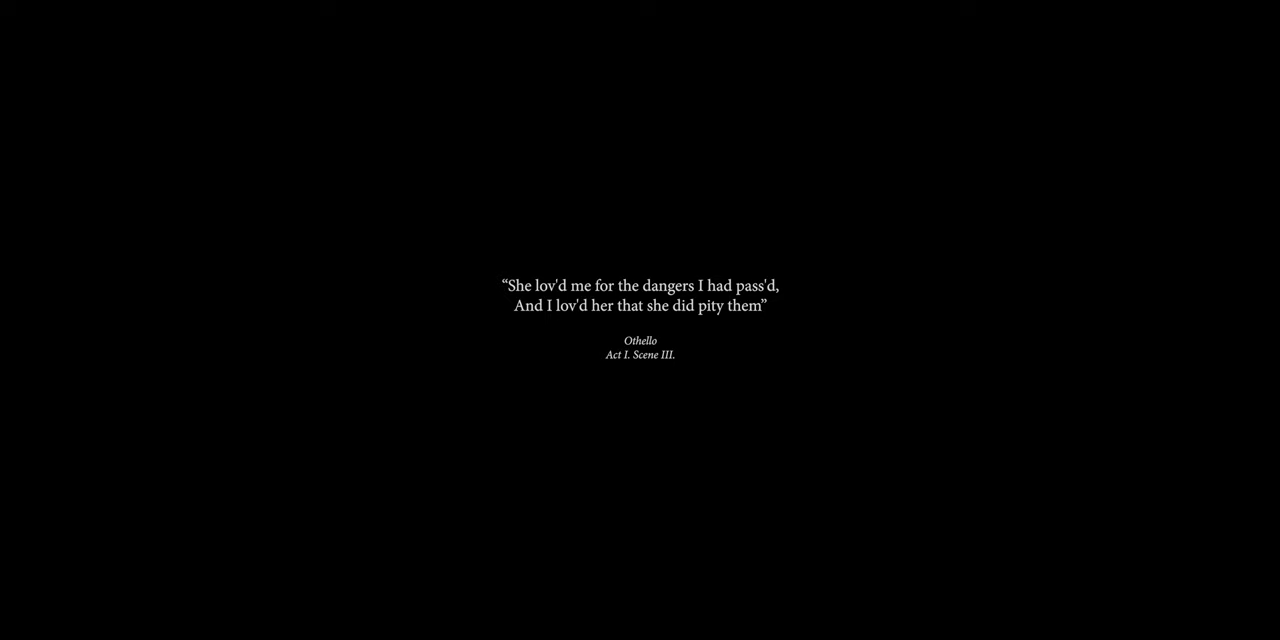 “She lov'd me for the dangers I had pass'd,
And I lov'd her that she did pity them”
Othello
Act I. Scene III.